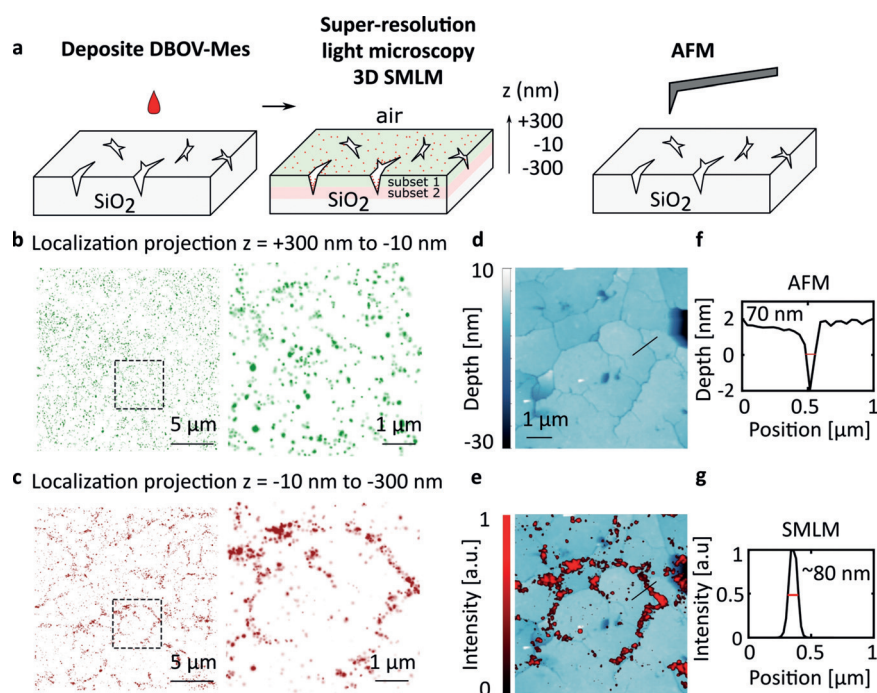 a
Deposite DBOV-Mes
Super-resolution
light microscopy
3D SMLM
AFM
air
z (nm)
+300
-10
-300
subset 1
subset 2
SiO2
SiO2
SiO2
b Localization projection z = +300 nm to -10 nm
5 μm
1 μm
d
10
Depth [nm]
-30
1 μm
f
AFM
70 nm
Depth [nm]
2
0
-2
0 0.5 1
Position [μm]
c Localization projection z = -10 nm to -300 nm
5 μm
1 μm
e
1
Intensity [a.u.]
0
g
SMLM
~80 nm
Intensity [a.u]
1
0.5
0
0 0.5 1
Position [μm]